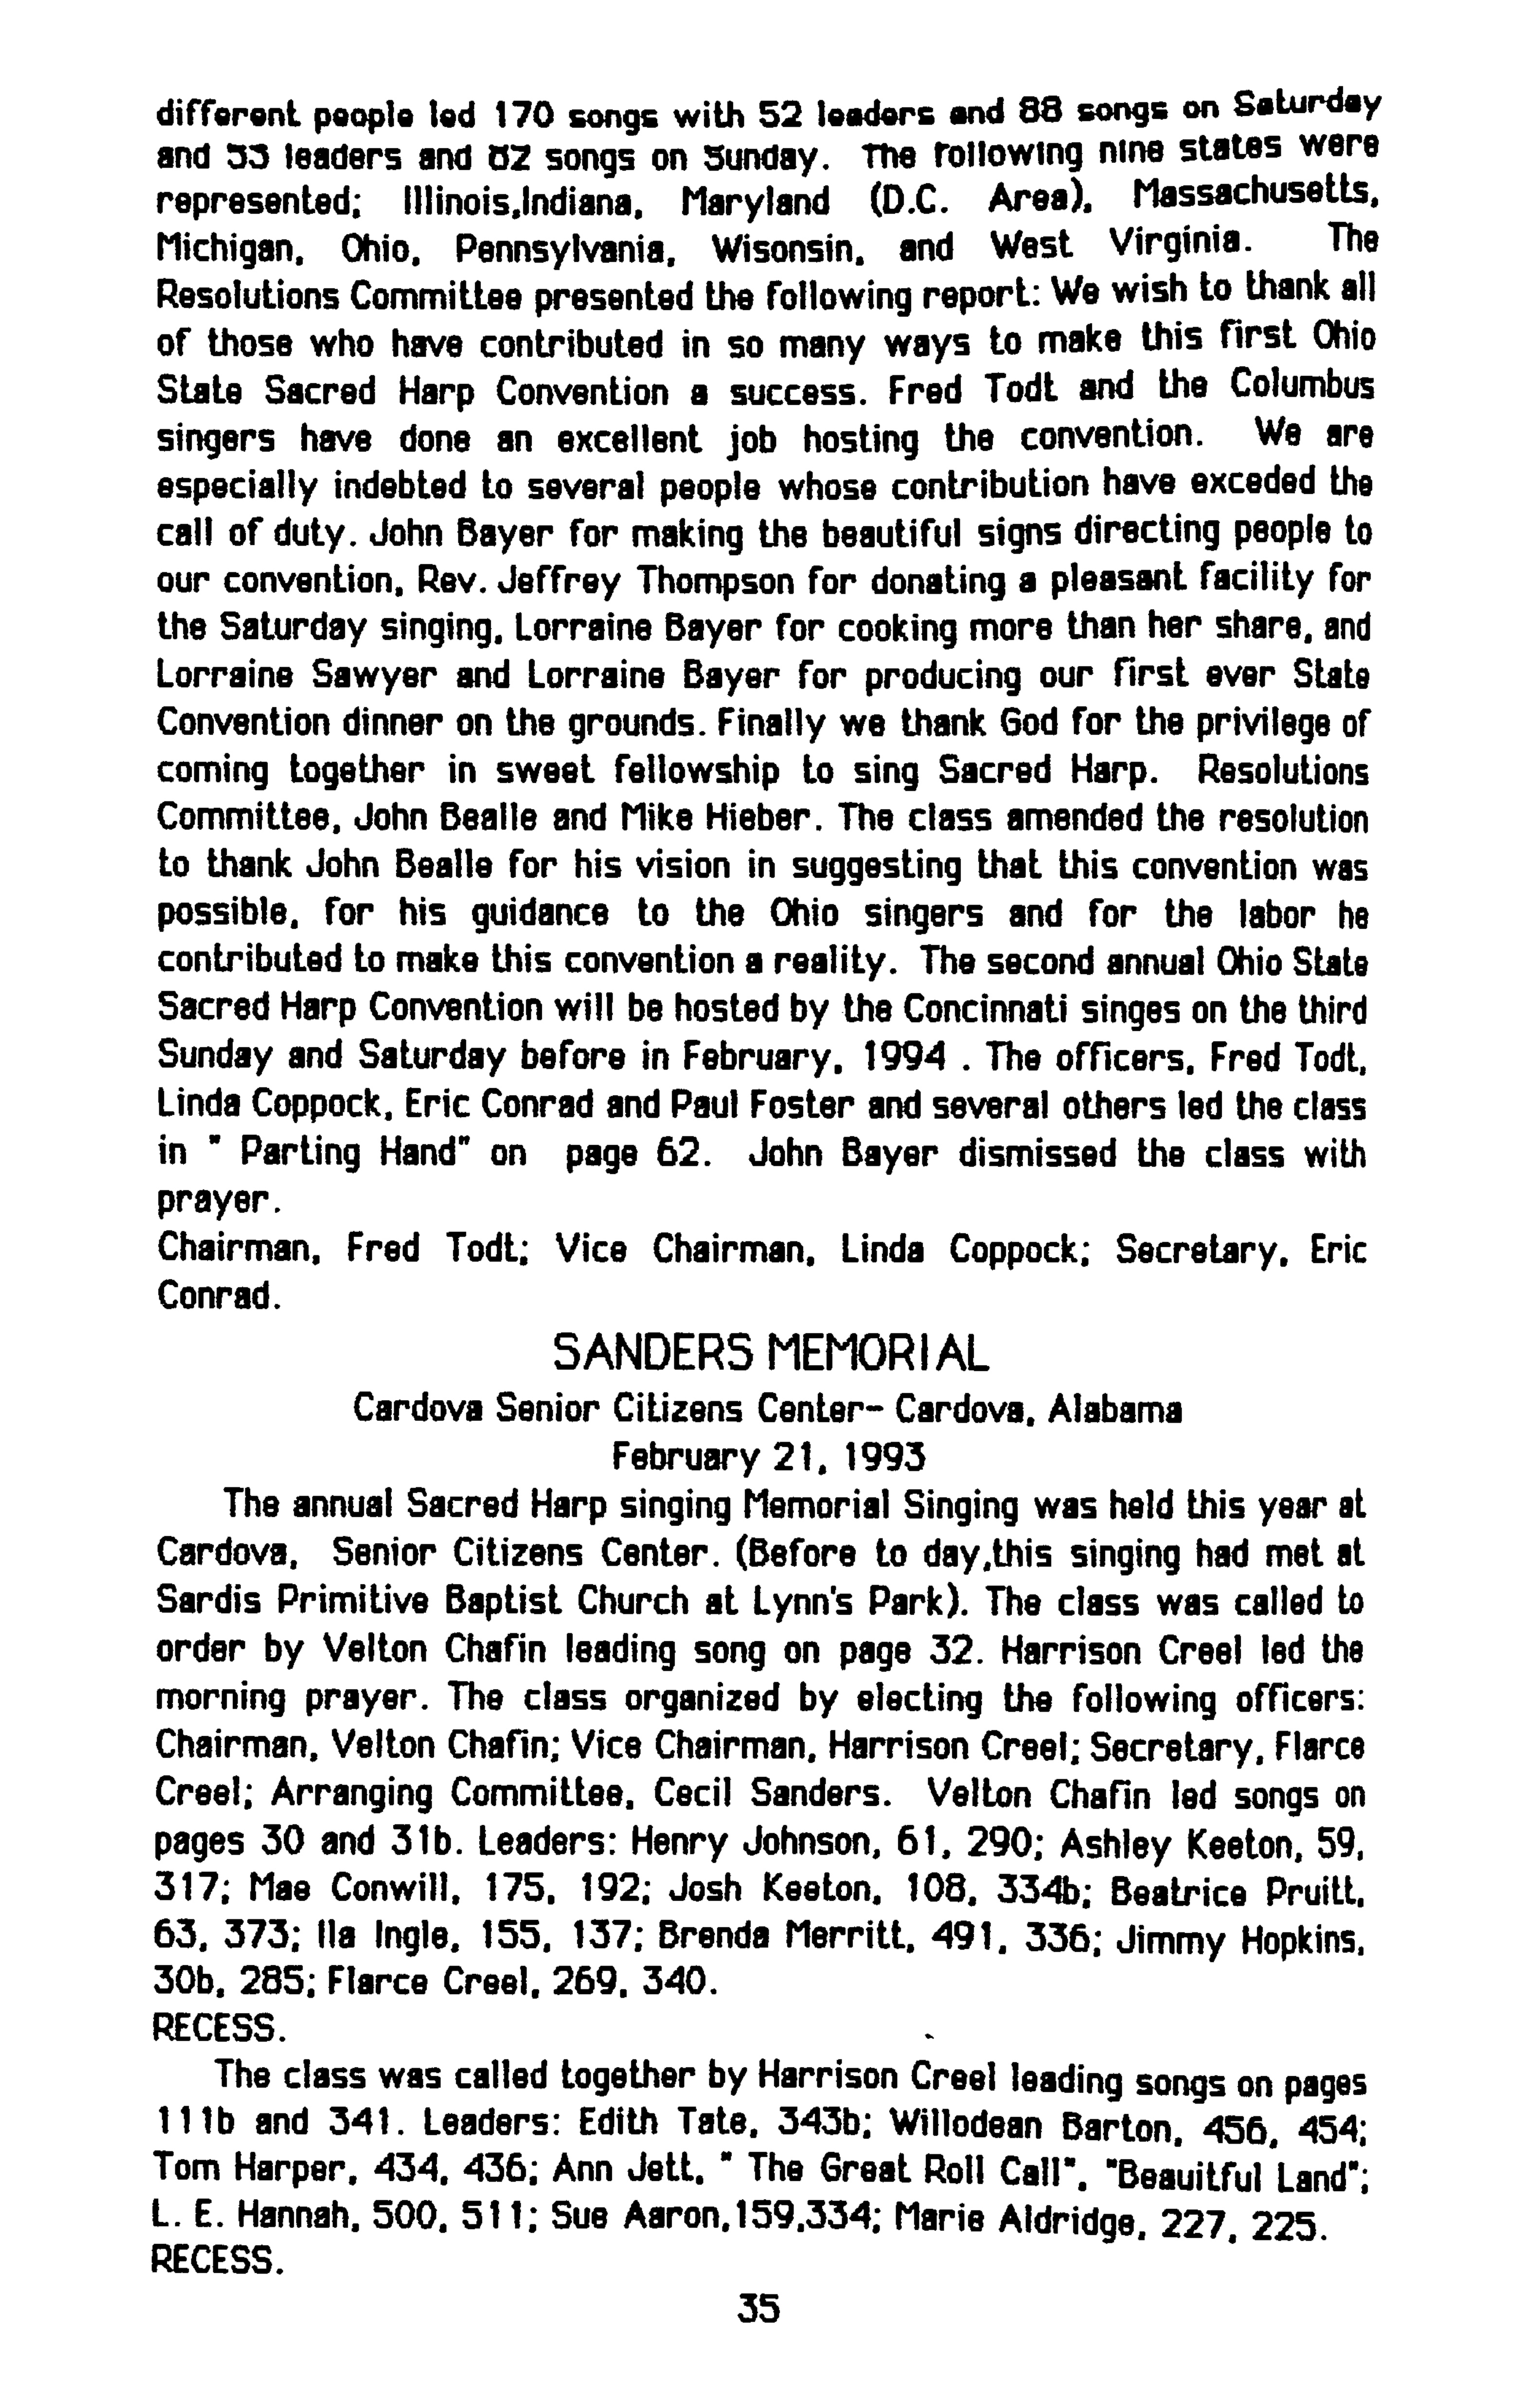 different people led 170 songs with 52 leaders and 88 songs on Saturday
and 53 leaders and 82 songs on Sunday. The following nine states were
represented; Illinois,Indiana, Maryland (D.C. Area), Massachusetts,
Michigan, Ohio, Pennsylvania, Wisonsin, and West Virginia. The
Resolutions Committee presented the following report: We wish to thank all
of those who have contributed in so many ways to make this first Ohio
State Sacred Harp Convention a success. Fred Todt and the Columbus
singers have done an excellent job hosting the convention. We are
especially indebted to several people whose contribution have exceded the
call of duty. John Bayer for making the beautiful signs directing people to
our convention, Rev. Jeffrey Thompson for donating a pleasant facility for
the Saturday singing, Lorraine Bayer for cooking more than her share, and
Lorraine Sawyer and Lorraine Bayer for producing our first ever State
Convention dinner on the grounds. Finally we thank God for the privilege of
coming together in sweet fellowship to sing Sacred Harp. Resolutions
Committee, John Bealle and Mike Hieber. The class amended the resolution
to thank John Bealle for his vision in suggesting that this convention was
possible, for his guidance to the Ohio singers and for the labor he
contributed to make this convention a reality. The second annual Ohio State
Sacred Harp Convention will be hosted by the Concinnati singes on the third
Sunday and Saturday before in February, 1994 . The officers, Fred Todt,
Linda Coppock, Eric Conrad and Paul Foster and several others led the class
in " Parting Hand" on page 62. John Bayer dismissed the class with
prayer.
Chairman, Fred Todt; Vice Chairman, Linda Coppock; Secretary, Eric
Conrad.
SANDERS MEMORIAL
Cardova Senior Citizens Center- Cardova, Alabama
February 21, 1993
The annual Sacred Harp singing Memorial Singing was held this year at
Cardova, Senior Citizens Center. (Before to day,this singing had met at
Sardis Primitive Baptist Church at Lynn's Park). The class was called to
order by Velton Chafin leading song on page 32. Harrison Creel led the
morning prayer. The class organized by electing the following officers:
Chairman, Velton Chafin; Vice Chairman, Harrison Creel; Secretary, Flarce
Creel; Arranging Committee, Cecil Sanders. Velton Chafin led songs on
pages 30 and 31b. Leaders: Henry Johnson, 61, 290; Ashley Keeton, 59,
317; Mae Conwill, 175, 192; Josh Keeton, 108, 334b; Beatrice Pruitt,
63, 373; Ila Ingle, 155, 137; Brenda Merritt, 491, 336; Jimmy Hopkins,
30b, 285; Flarce Creel, 269, 340.
RECESS.
The class was called together by Harrison Creel leading songs on pages
111b and 341. Leaders: Edith Tate, 343b; Willodean Barton, 456, 454;
Tom Harper, 434, 436; Ann Jett, " The Great Roll Call", "Beauitful Land";
L. E. Hannah, 500, 511; Sue Aaron,159,334; Marie Aldridge, 227, 225.
RECESS.
35